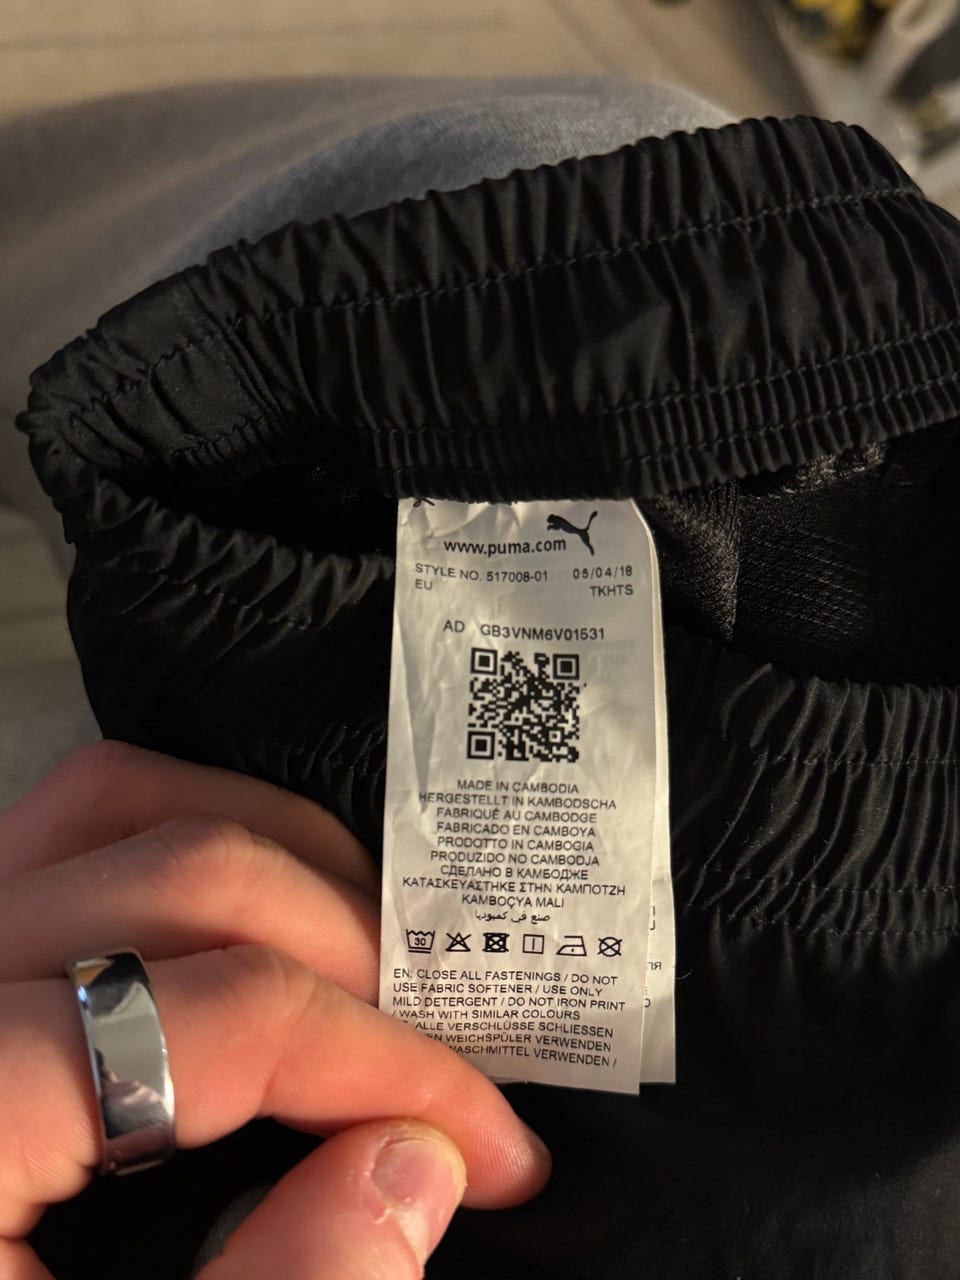 www.puma.com
STYLE NO. 517008-01 05/04/18
EU TKHTS
AD GB3VNM6V01531
MADE IN CAMBODIA
HERGESTELLT IN KAMBODSCHA
FABRIQUÉ AU CAMBODGE
FABRICADO EN CAMBOYA
PRODOTTO IN CAMBOGIA
PRODUZIDO NO CAMBODJA
СДЕЛАНО В КАМБОДЖЕ
ΚΑΤΑΣΚΕΥΑΣΤΗΚΕ ΣΤΗΝ ΚΑΜΠΟΤΖΗ
KAMBOÇYA MALI
صنع في كمبوديا
30
EN: CLOSE ALL FASTENINGS / DO NOT
USE FABRIC SOFTENER / USE ONLY
MILD DETERGENT / DO NOT IRON PRINT
/ WASH WITH SIMILAR COLOURS
ALLE VERSCHLÜSSE SCHLIESSEN
WEICHSPÜLER VERWENDEN
WASCHMITTEL VERWENDEN /